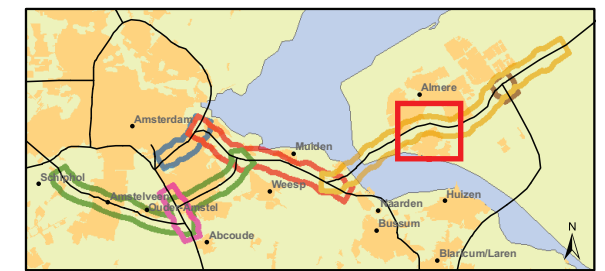 Almere
Amsterdam
Muiden
Schiphol
Weesp
Amstelveen
Ouder-Amstel
Naarden
Huizen
Bussum
Abcoude
Blaricum/Laren
N